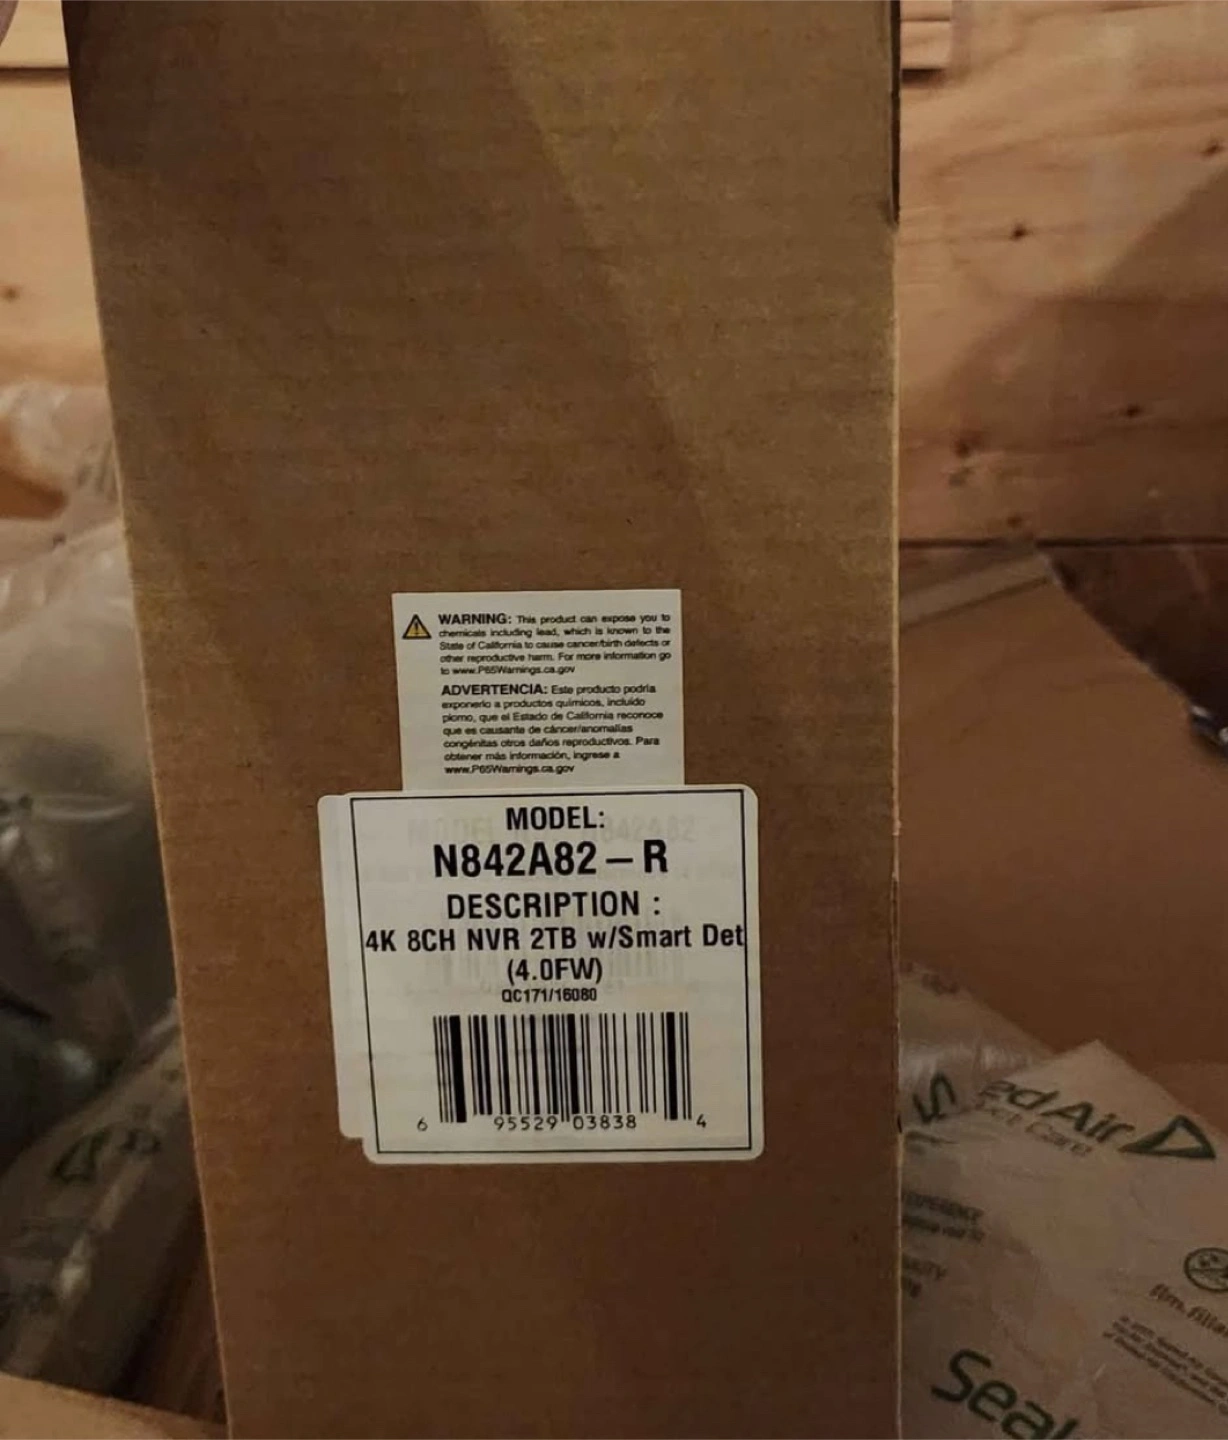 WARNING: This product can expose you to
chemicals including lead, which is known to the
State of California to cause cancer/birth defects or
other reproductive harm. For more information go
to www.P65Warnings.ca.gov
ADVERTENCIA: Este producto podría
exponerlo a productos químicos, incluido
plomo, que el Estado de California reconoce
que es causante de cáncer/anomalías
congénitas otros daños reproductivos. Para
obtener más información, ingrese a
www.P65Warnings.ca.gov
MODEL:
N842A82 – R
DESCRIPTION :
4K 8CH NVR 2TB w/Smart Det
(4.0FW)
QC171/16080
6 95529 03838 4
edAir
Care
Seal